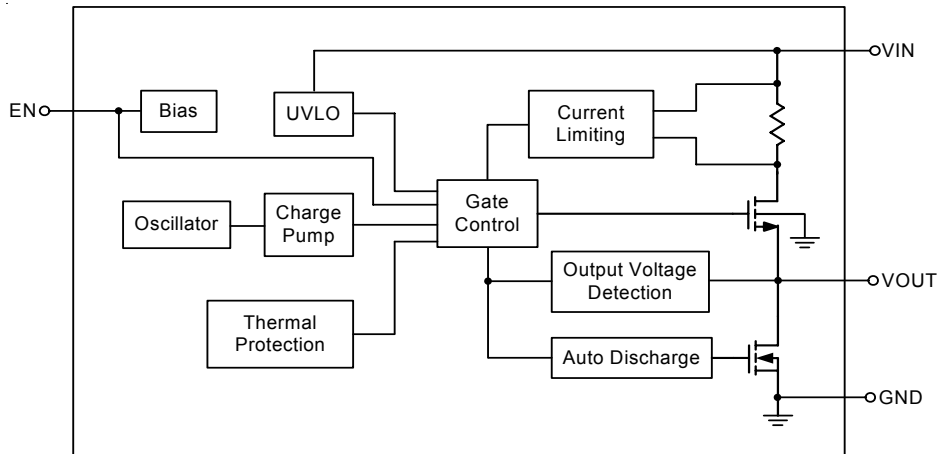 VIN
EN
Bias
UVLO
Current
Limiting
Oscillator
Charge
Pump
Gate
Control
Output Voltage
Detection
VOUT
Thermal
Protection
Auto Discharge
GND